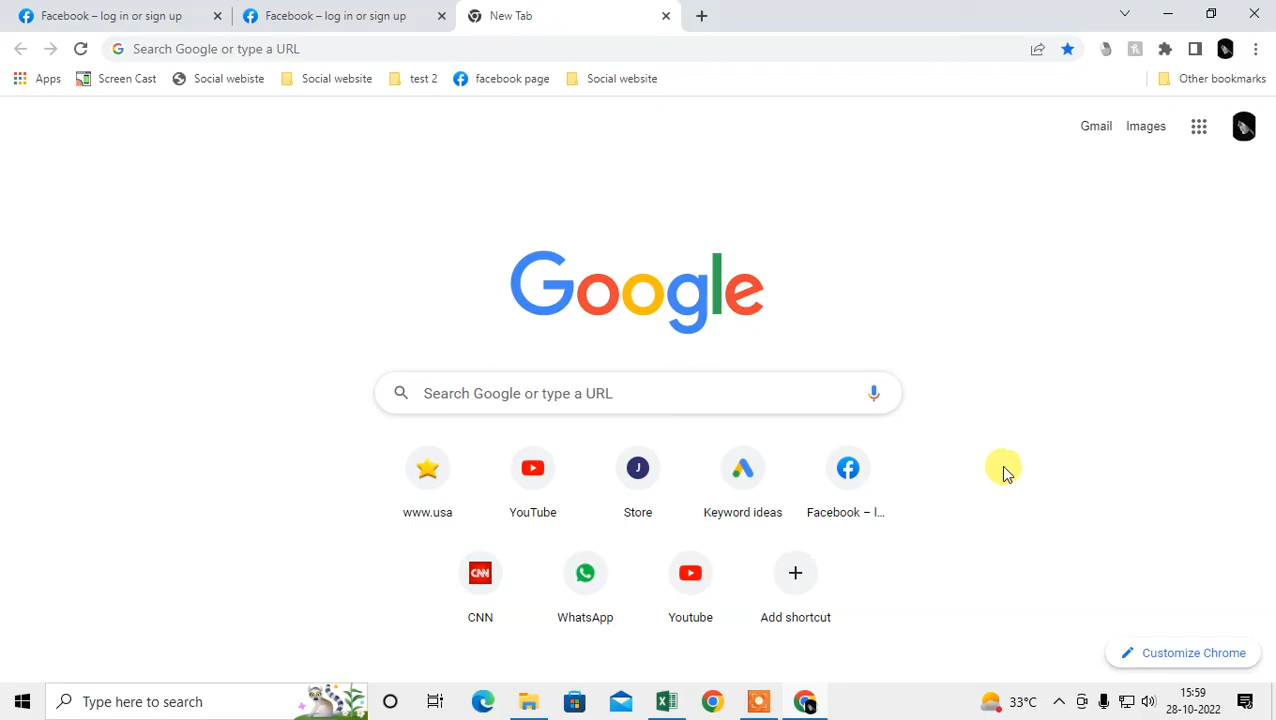 Facebook – log in or sign up Facebook – log in or sign up New Tab
Search Google or type a URL
Apps Screen Cast Social webiste Social website test 2 facebook page Social website Other bookmarks
Gmail Images
Google
Search Google or type a URL
J
www.usa YouTube Store Keyword ideas Facebook – l...
CNN
CNN WhatsApp Youtube Add shortcut
Customize Chrome
Type here to search 33°C 15:59
28-10-2022